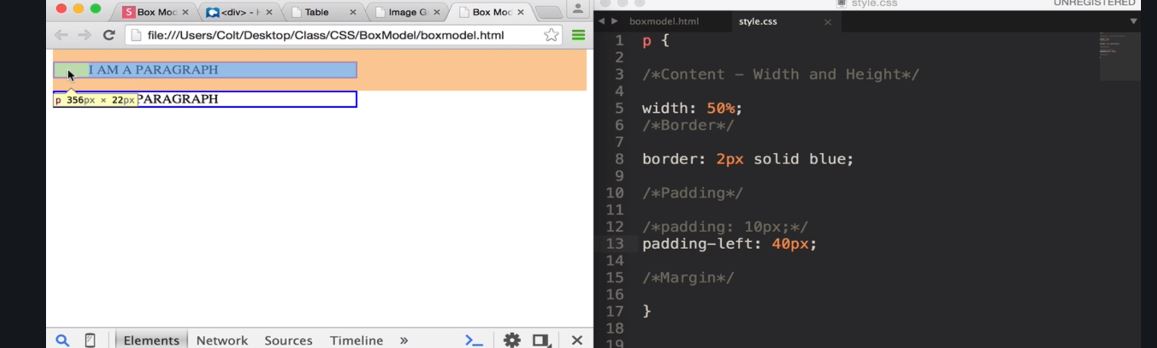 Box Mod
<div> - H
Table
Image G
Box Mod
file:///Users/Colt/Desktop/Class/CSS/BoxModel/boxmodel.html
I AM A PARAGRAPH
p 356px × 22px PARAGRAPH
Elements Network Sources Timeline »
style.css
UNREGISTERED
boxmodel.html
style.css
1 p {
2
3 /*Content - Width and Height*/
4
5 width: 50%;
6 /*Border*/
7
8 border: 2px solid blue;
9
10 /*Padding*/
11
12 /*padding: 10px;*/
13 padding-left: 40px;
14
15 /*Margin*/
16
17 }
18
19